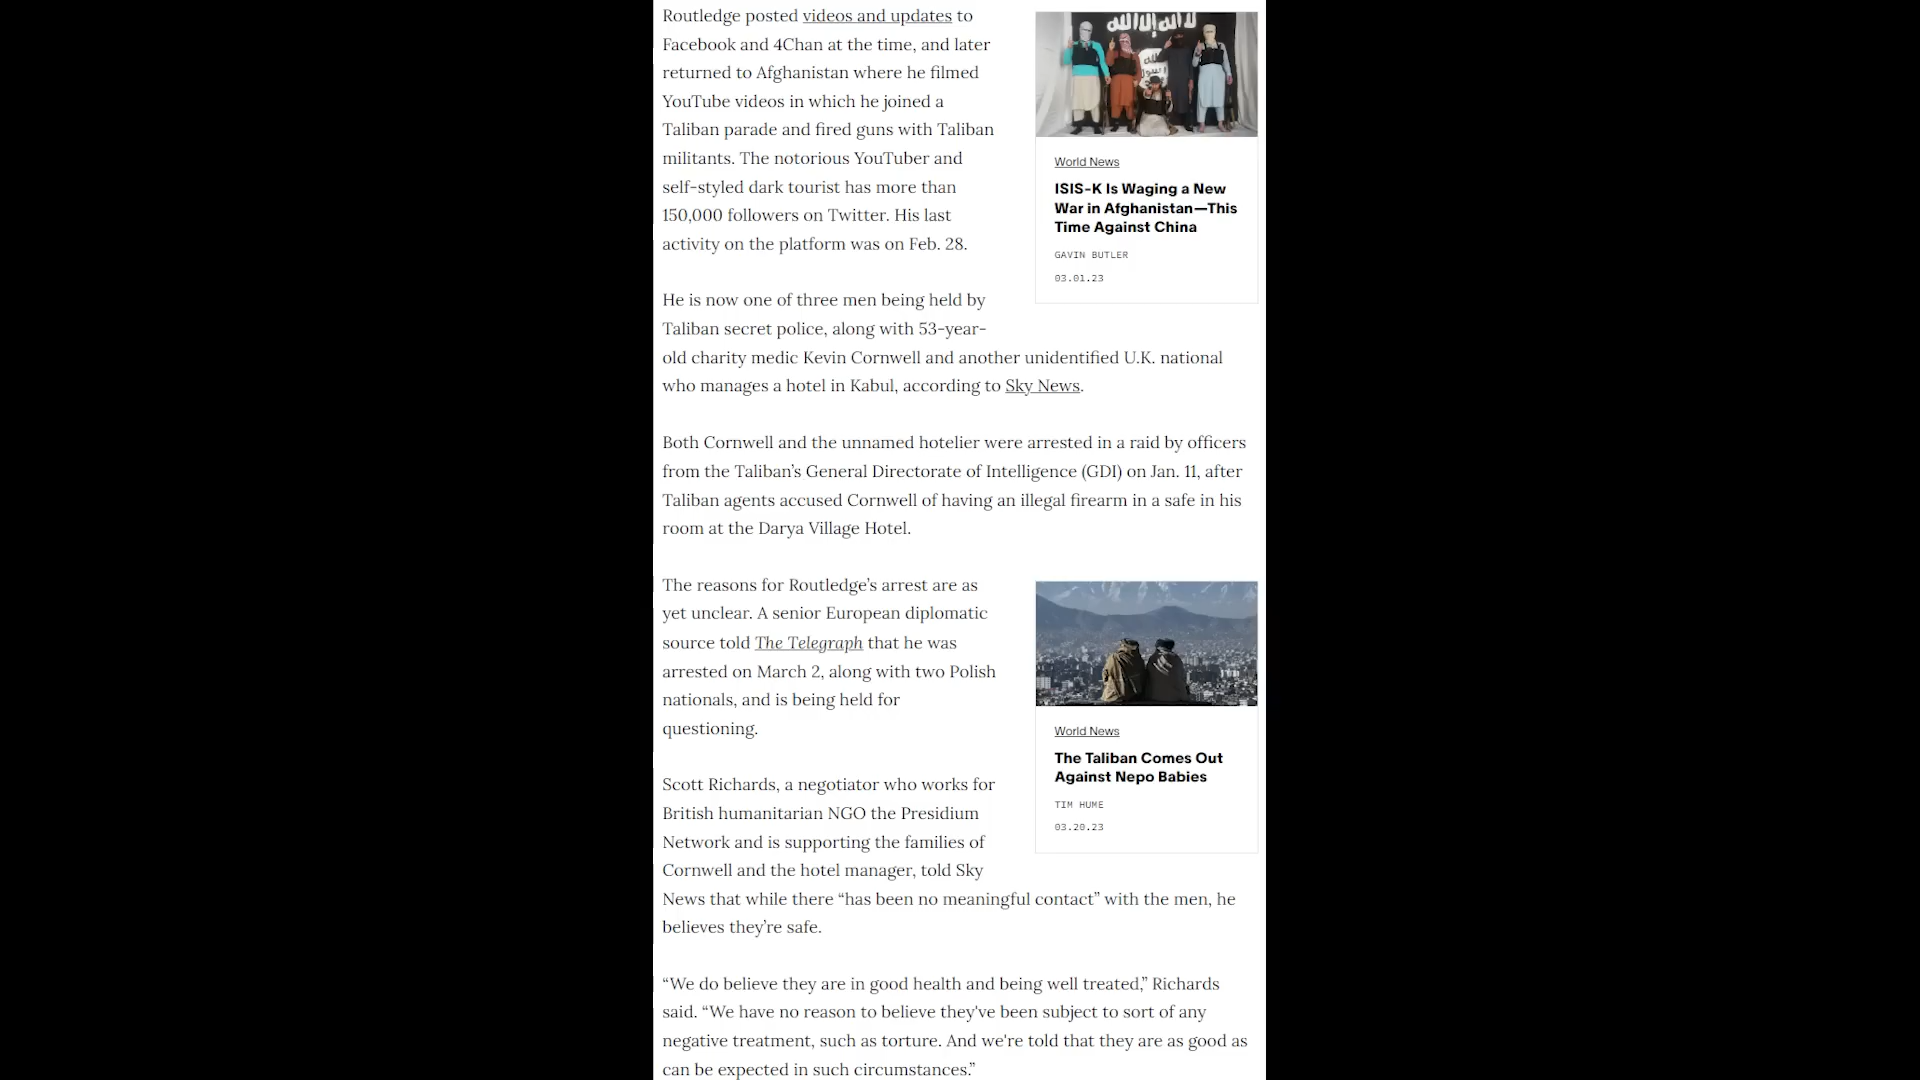 Routledge posted videos and updates to
Facebook and 4Chan at the time, and later
returned to Afghanistan where he filmed
YouTube videos in which he joined a
Taliban parade and fired guns with Taliban
militants. The notorious YouTuber and
self-styled dark tourist has more than
150,000 followers on Twitter. His last
activity on the platform was on Feb. 28.
World News
ISIS-K Is Waging a New
War in Afghanistan—This
Time Against China
GAVIN BUTLER
03.01.23
He is now one of three men being held by
Taliban secret police, along with 53-year-
old charity medic Kevin Cornwell and another unidentified U.K. national
who manages a hotel in Kabul, according to Sky News.
Both Cornwell and the unnamed hotelier were arrested in a raid by officers
from the Taliban’s General Directorate of Intelligence (GDI) on Jan. 11, after
Taliban agents accused Cornwell of having an illegal firearm in a safe in his
room at the Darya Village Hotel.
The reasons for Routledge’s arrest are as
yet unclear. A senior European diplomatic
source told The Telegraph that he was
arrested on March 2, along with two Polish
nationals, and is being held for
questioning.
World News
The Taliban Comes Out
Against Nepo Babies
TIM HUME
03.20.23
Scott Richards, a negotiator who works for
British humanitarian NGO the Presidium
Network and is supporting the families of
Cornwell and the hotel manager, told Sky
News that while there “has been no meaningful contact” with the men, he
believes they’re safe.
“We do believe they are in good health and being well treated,” Richards
said. “We have no reason to believe they've been subject to sort of any
negative treatment, such as torture. And we're told that they are as good as
can be expected in such circumstances.”